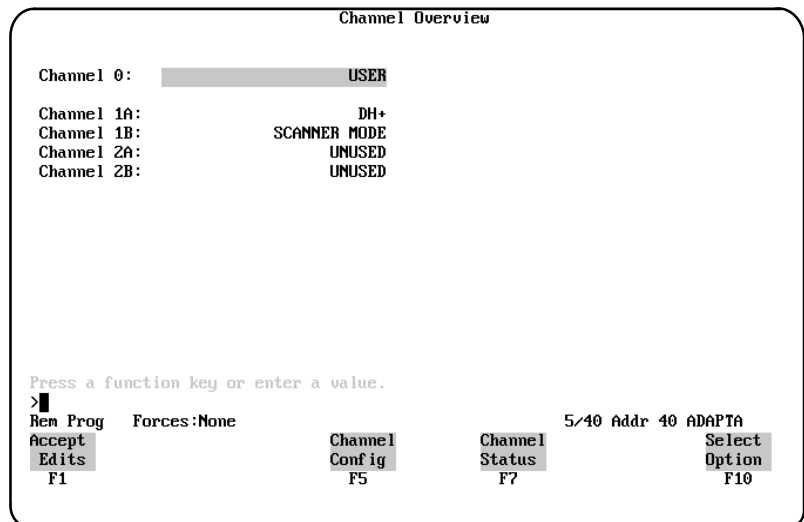 Channel Overview
Channel 0: USER
Channel 1A: DH+
Channel 1B: SCANNER MODE
Channel 2A: UNUSED
Channel 2B: UNUSED
Press a function key or enter a value.
>
Rem Prog Forces:None 5/40 Addr 40 ADAPTA
Accept Channel Channel Select
Edits Config Status Option
F1 F5 F7 F10